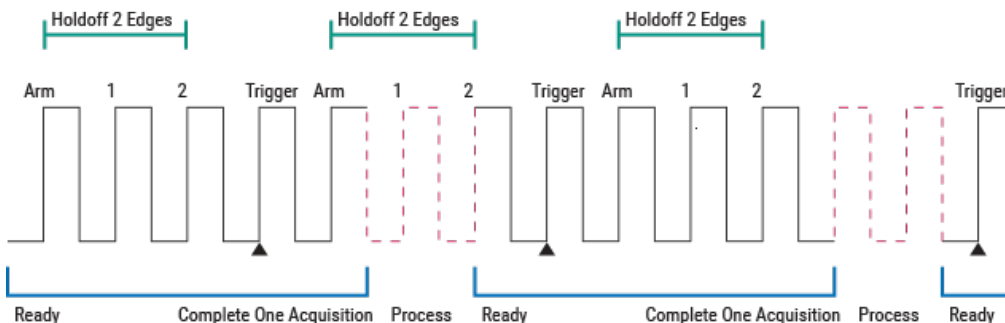 Holdoff 2 Edges Holdoff 2 Edges Holdoff 2 Edges
Arm 1 2 Trigger Arm 1 2 Trigger Arm 1 2 Trigger
Ready Complete One Acquisition Process Ready Complete One Acquisition Process Ready